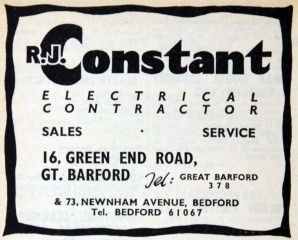 R.J. Constant
ELECTRICAL
CONTRACTOR
SALES · SERVICE
16, GREEN END ROAD,
GT. BARFORD Tel: GREAT BARFORD
378
& 73, NEWNHAM AVENUE, BEDFORD
Tel. BEDFORD 61067